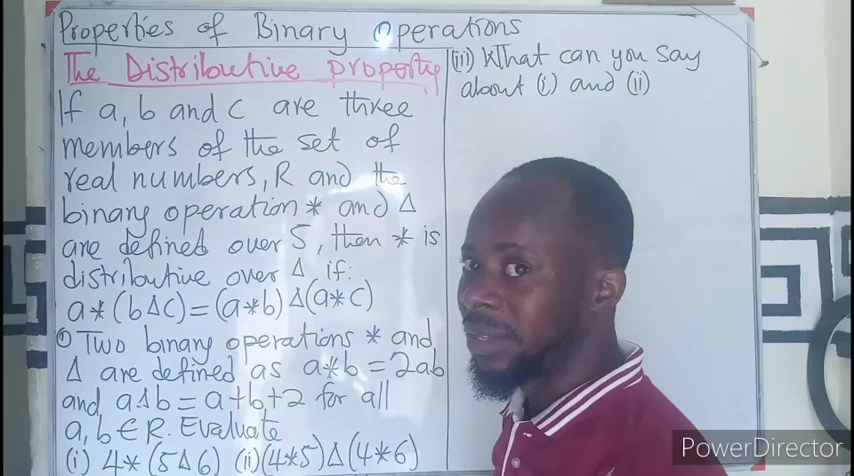 Properties of Binary Operations
The Distributive property
If a, b and c are three
members of the set of
real numbers, R and the
binary operation * and Δ
are defined over S, then * is
distributive over Δ if:
a*(bΔc)=(a*b)Δ(a*c)
① Two binary operations * and
Δ are defined as a*b = 2ab
and aΔb = a+b+2 for all
a,b∈R. Evaluate
(i) 4*(5Δ6) (ii)(4*5)Δ(4*6)
(iii) What can you say
about (i) and (ii)
PowerDirector